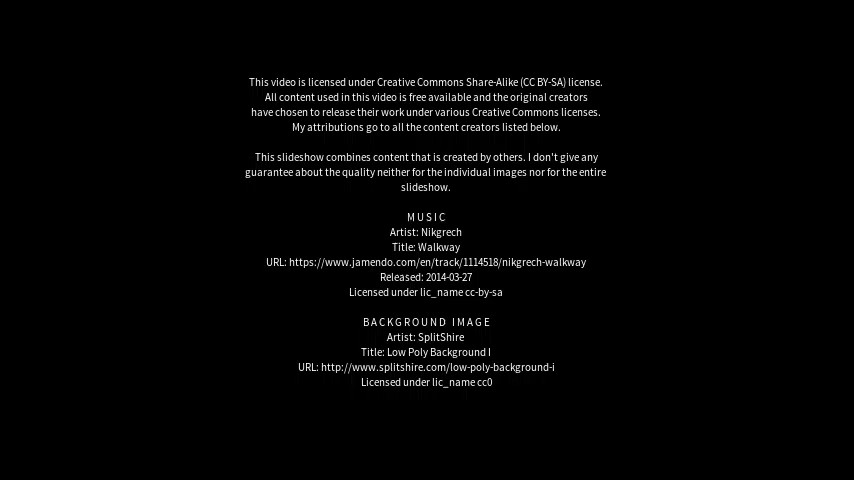 This video is licensed under Creative Commons Share-Alike (CC BY-SA) license.
All content used in this video is free available and the original creators
have chosen to release their work under various Creative Commons licenses.
My attributions go to all the content creators listed below.
This slideshow combines content that is created by others. I don't give any
guarantee about the quality neither for the individual images nor for the entire
slideshow.
MUSIC
Artist: Nikgrech
Title: Walkway
URL: https://www.jamendo.com/en/track/1114518/nikgrech-walkway
Released: 2014-03-27
Licensed under lic_name cc-by-sa
BACKGROUND IMAGE
Artist: SplitShire
Title: Low Poly Background I
URL: http://www.splitshire.com/low-poly-background-i
Licensed under lic_name cc0